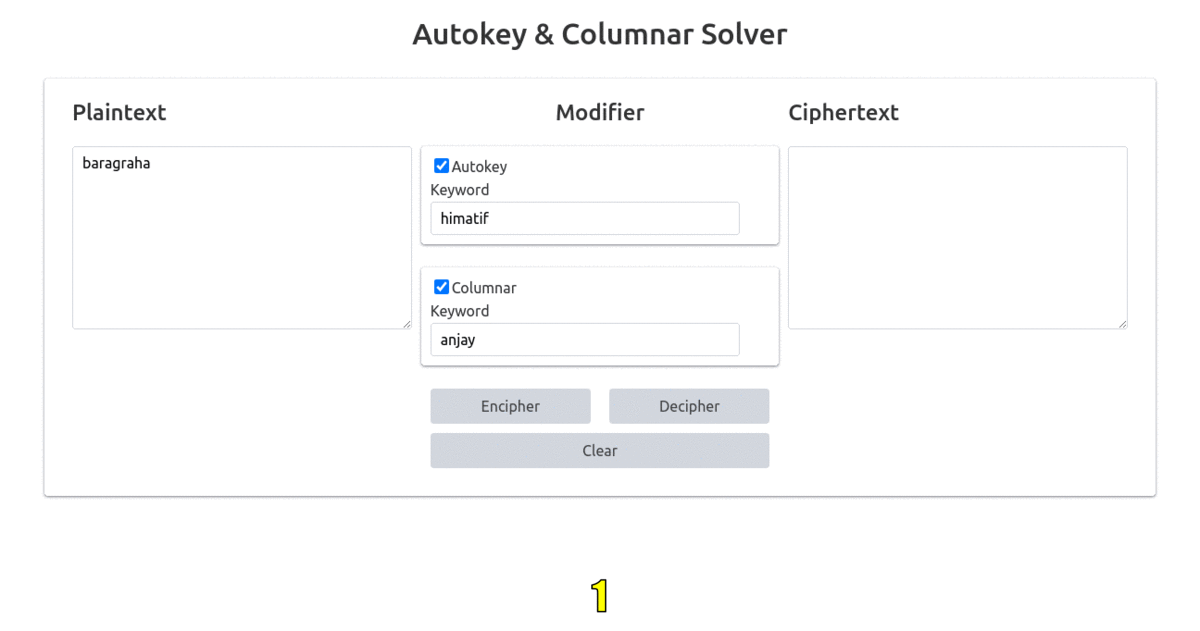 Autokey & Columnar Solver
Plaintext
Modifier
Ciphertext
baragraha
Autokey
Keyword
himatif
Columnar
Keyword
anjay
Encipher
Decipher
Clear
1